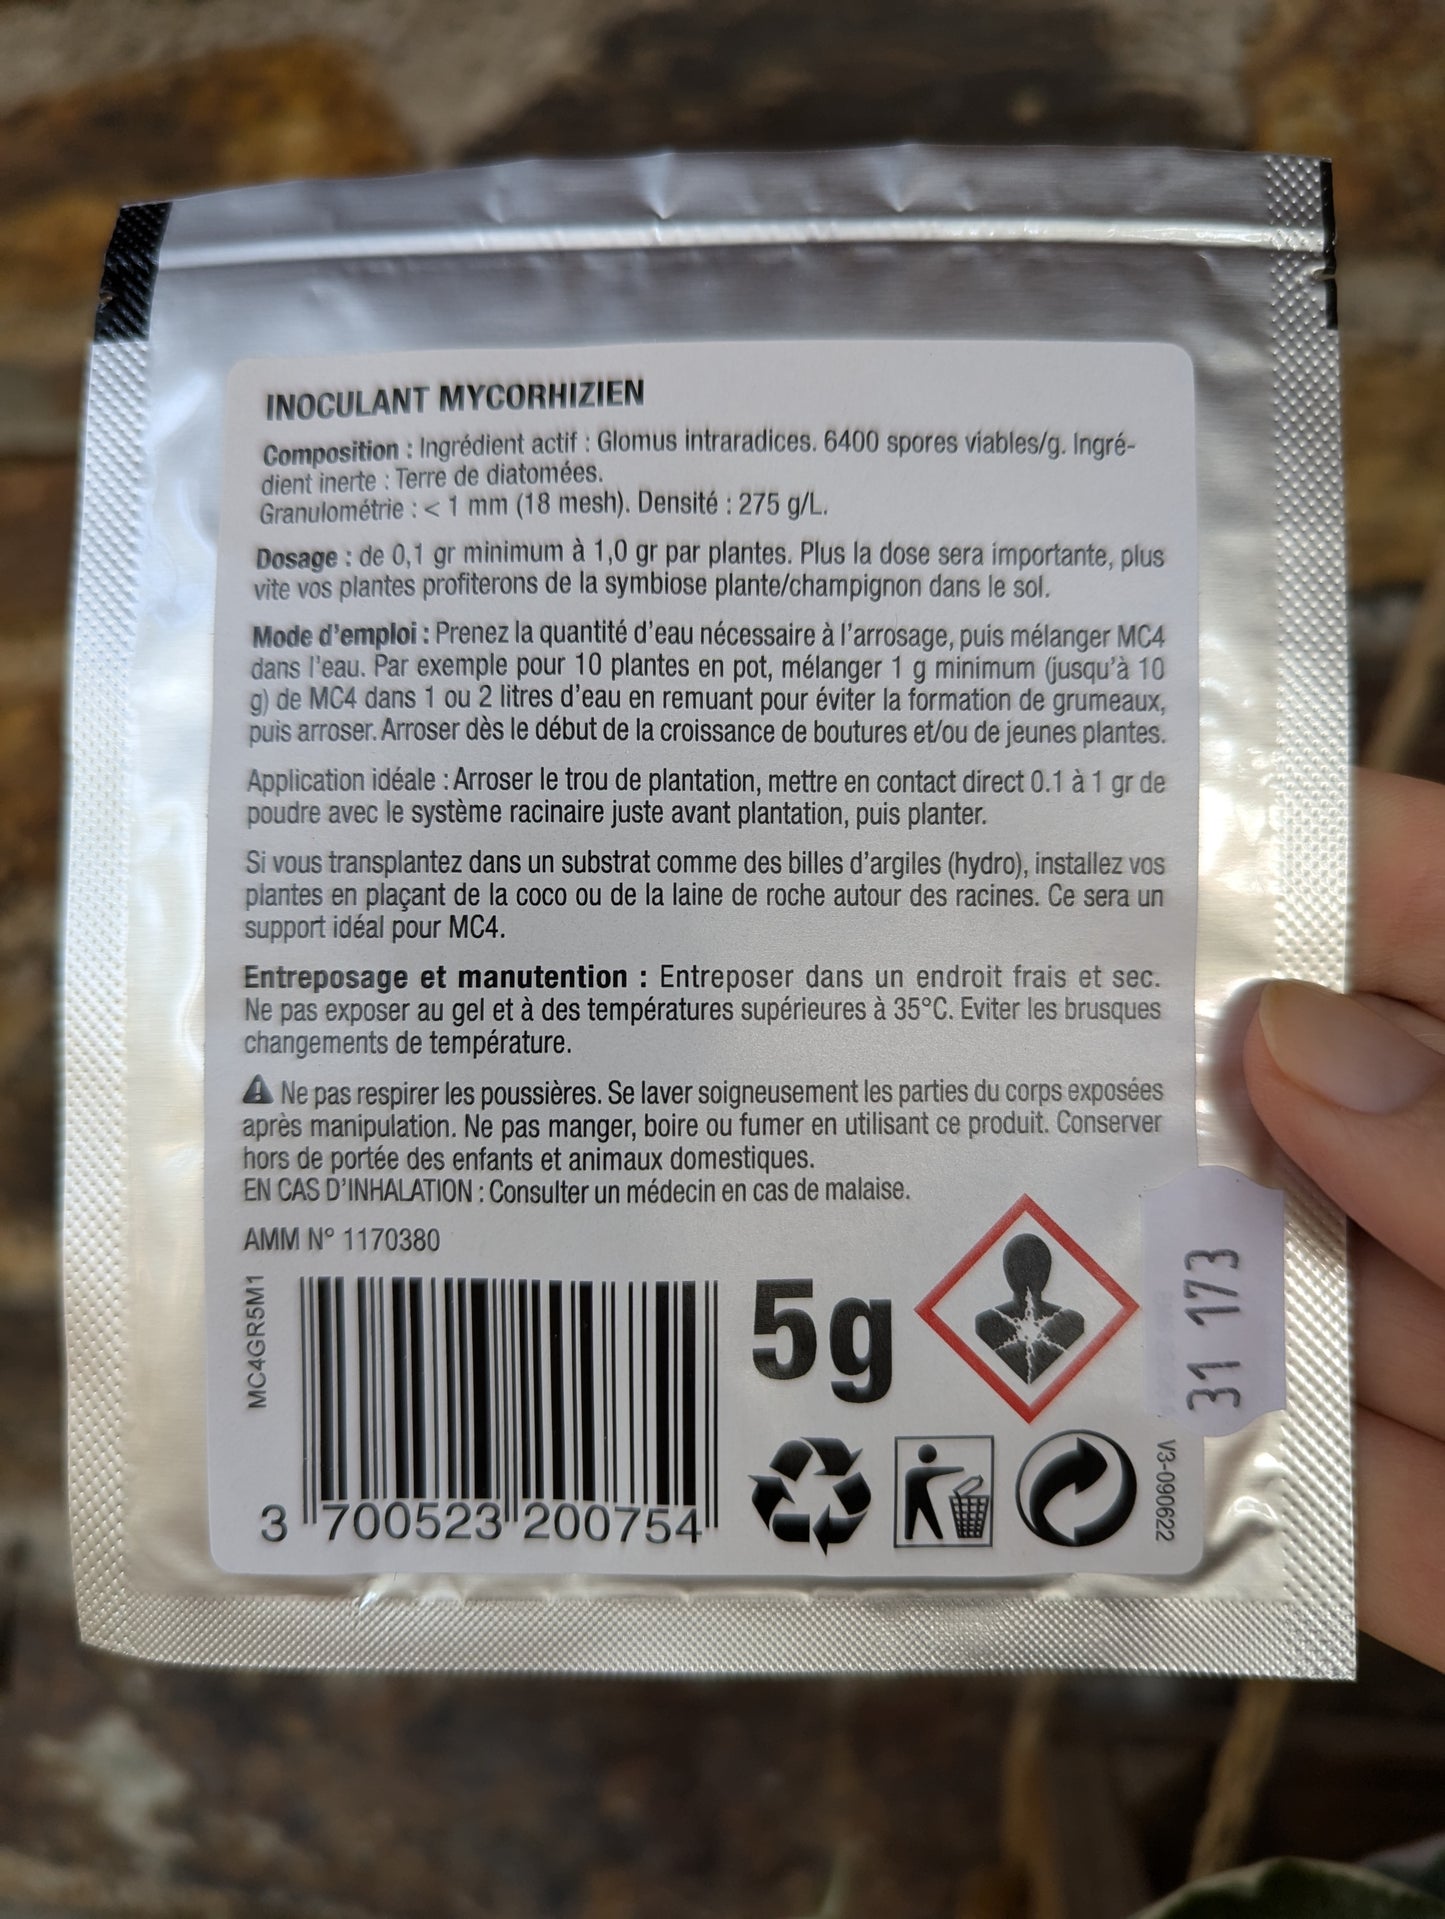 INOCULANT MYCORHIZIEN
Composition : Ingrédient actif : Glomus intraradices. 6400 spores viables/g. Ingré-
dient inerte : Terre de diatomées.
Granulométrie : < 1 mm (18 mesh). Densité : 275 g/L.
Dosage : de 0,1 gr minimum à 1,0 gr par plantes. Plus la dose sera importante, plus
vite vos plantes profiterons de la symbiose plante/champignon dans le sol.
Mode d'emploi : Prenez la quantité d'eau nécessaire à l'arrosage, puis mélanger MC4
dans l'eau. Par exemple pour 10 plantes en pot, mélanger 1 g minimum (jusqu'à 10
g) de MC4 dans 1 ou 2 litres d'eau en remuant pour éviter la formation de grumeaux,
puis arroser. Arroser dès le début de la croissance de boutures et/ou de jeunes plantes.
Application idéale : Arroser le trou de plantation, mettre en contact direct 0.1 à 1 gr de
poudre avec le système racinaire juste avant plantation, puis planter.
Si vous transplantez dans un substrat comme des billes d'argiles (hydro), installez vos
plantes en plaçant de la coco ou de la laine de roche autour des racines. Ce sera un
support idéal pour MC4.
Entreposage et manutention : Entreposer dans un endroit frais et sec.
Ne pas exposer au gel et à des températures supérieures à 35°C. Eviter les brusques
changements de température.
Ne pas respirer les poussières. Se laver soigneusement les parties du corps exposées
après manipulation. Ne pas manger, boire ou fumer en utilisant ce produit. Conserver
hors de portée des enfants et animaux domestiques.
EN CAS D'INHALATION : Consulter un médecin en cas de malaise.
AMM N° 1170380
MC4GR5M1
5g
31 173
3 700523 200754
V3-090622